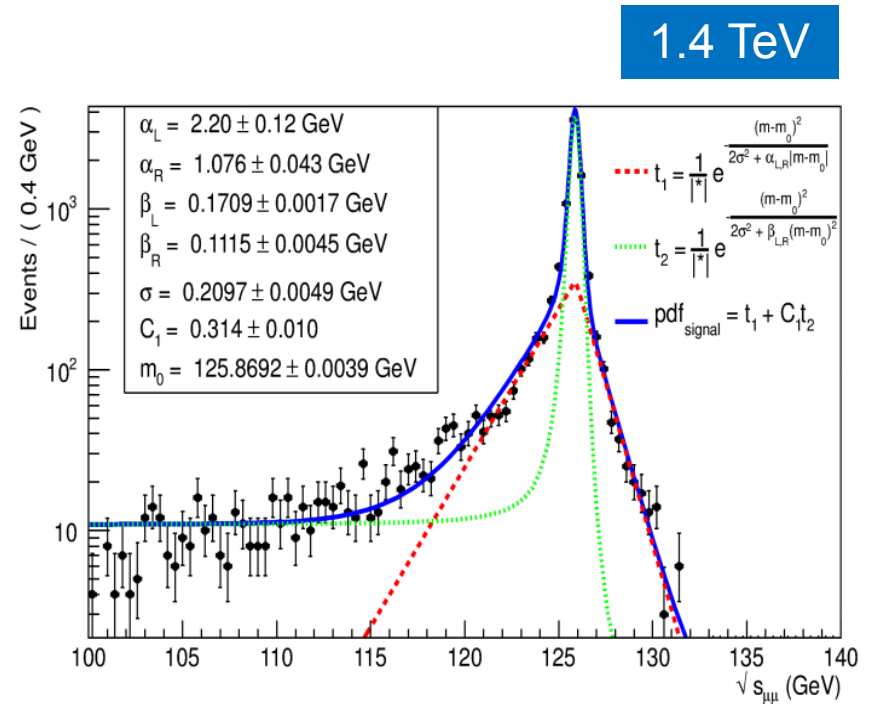 1.4 TeV
Events / ( 0.4 GeV )
α_L = 2.20 ± 0.12 GeV
α_R = 1.076 ± 0.043 GeV
β_L = 0.1709 ± 0.0017 GeV
β_R = 0.1115 ± 0.0045 GeV
σ = 0.2097 ± 0.0049 GeV
C_1 = 0.314 ± 0.010
m_0 = 125.8692 ± 0.0039 GeV
t_1 = 1/|*| e^{-(m-m_0)^2/(2σ^2 + α_{L,R}|m-m_0|)}
t_2 = 1/|*| e^{-(m-m_0)^2/(2σ^2 + β_{L,R}(m-m_0)^2)}
pdf_signal = t_1 + C_1t_2
10^3
10^2
10
100 105 110 115 120 125 130 135 140
√s_μμ (GeV)